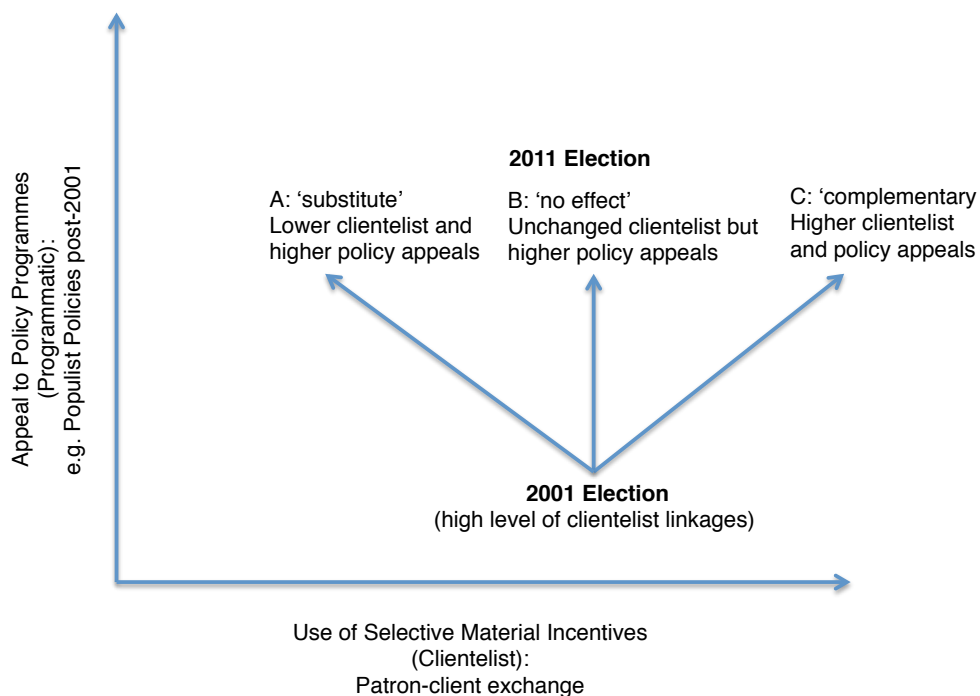 Appeal to Policy Programmes
(Programmatic):
e.g. Populist Policies post-2001
2011 Election
A: ‘substitute’
Lower clientelist and
higher policy appeals
B: ‘no effect’
Unchanged clientelist but
higher policy appeals
C: ‘complementary
Higher clientelist
and policy appeals
2001 Election
(high level of clientelist linkages)
Use of Selective Material Incentives
(Clientelist):
Patron-client exchange